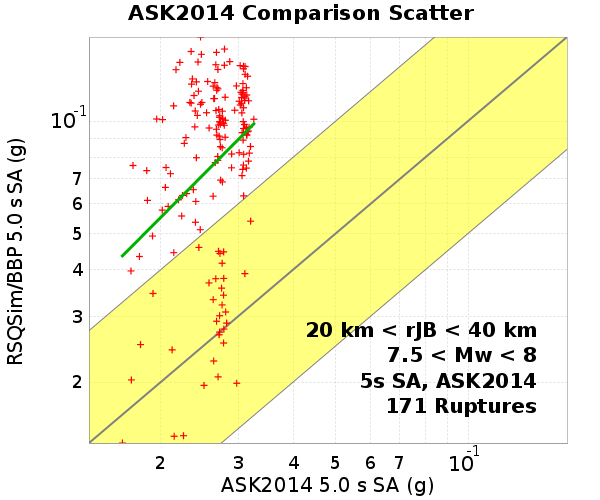 ASK2014 Comparison Scatter
RSQSim/BBP 5.0 s SA (g)
10-1
7
6
5
4
3
2
20 km < rJB < 40 km
7.5 < Mw < 8
5s SA, ASK2014
171 Ruptures
2 3 4 5 6 7 10-1
ASK2014 5.0 s SA (g)